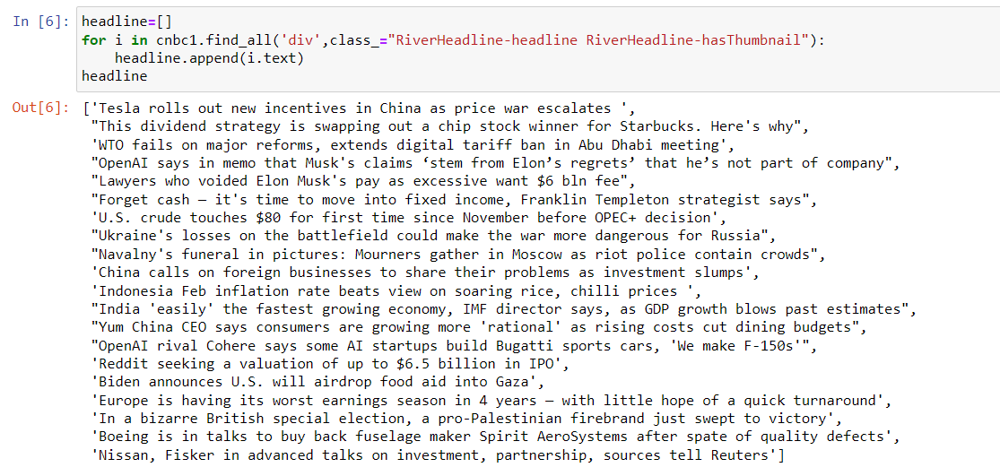 In [6]: headline=[]
for i in cnbc1.find_all('div',class_="RiverHeadline-headline RiverHeadline-hasThumbnail"):
    headline.append(i.text)
headline
Out[6]: ['Tesla rolls out new incentives in China as price war escalates ',
"This dividend strategy is swapping out a chip stock winner for Starbucks. Here's why",
'WTO fails on major reforms, extends digital tariff ban in Abu Dhabi meeting',
"OpenAI says in memo that Musk's claims ‘stem from Elon’s regrets’ that he’s not part of company",
"Lawyers who voided Elon Musk's pay as excessive want $6 bln fee",
"Forget cash — it's time to move into fixed income, Franklin Templeton strategist says",
'U.S. crude touches $80 for first time since November before OPEC+ decision',
"Ukraine's losses on the battlefield could make the war more dangerous for Russia",
"Navalny's funeral in pictures: Mourners gather in Moscow as riot police contain crowds",
'China calls on foreign businesses to share their problems as investment slumps',
'Indonesia Feb inflation rate beats view on soaring rice, chilli prices ',
"India 'easily' the fastest growing economy, IMF director says, as GDP growth blows past estimates",
"Yum China CEO says consumers are growing more 'rational' as rising costs cut dining budgets",
"OpenAI rival Cohere says some AI startups build Bugatti sports cars, 'We make F-150s'",
'Reddit seeking a valuation of up to $6.5 billion in IPO',
'Biden announces U.S. will airdrop food aid into Gaza',
'Europe is having its worst earnings season in 4 years — with little hope of a quick turnaround',
'In a bizarre British special election, a pro-Palestinian firebrand just swept to victory',
'Boeing is in talks to buy back fuselage maker Spirit AeroSystems after spate of quality defects',
'Nissan, Fisker in advanced talks on investment, partnership, sources tell Reuters']